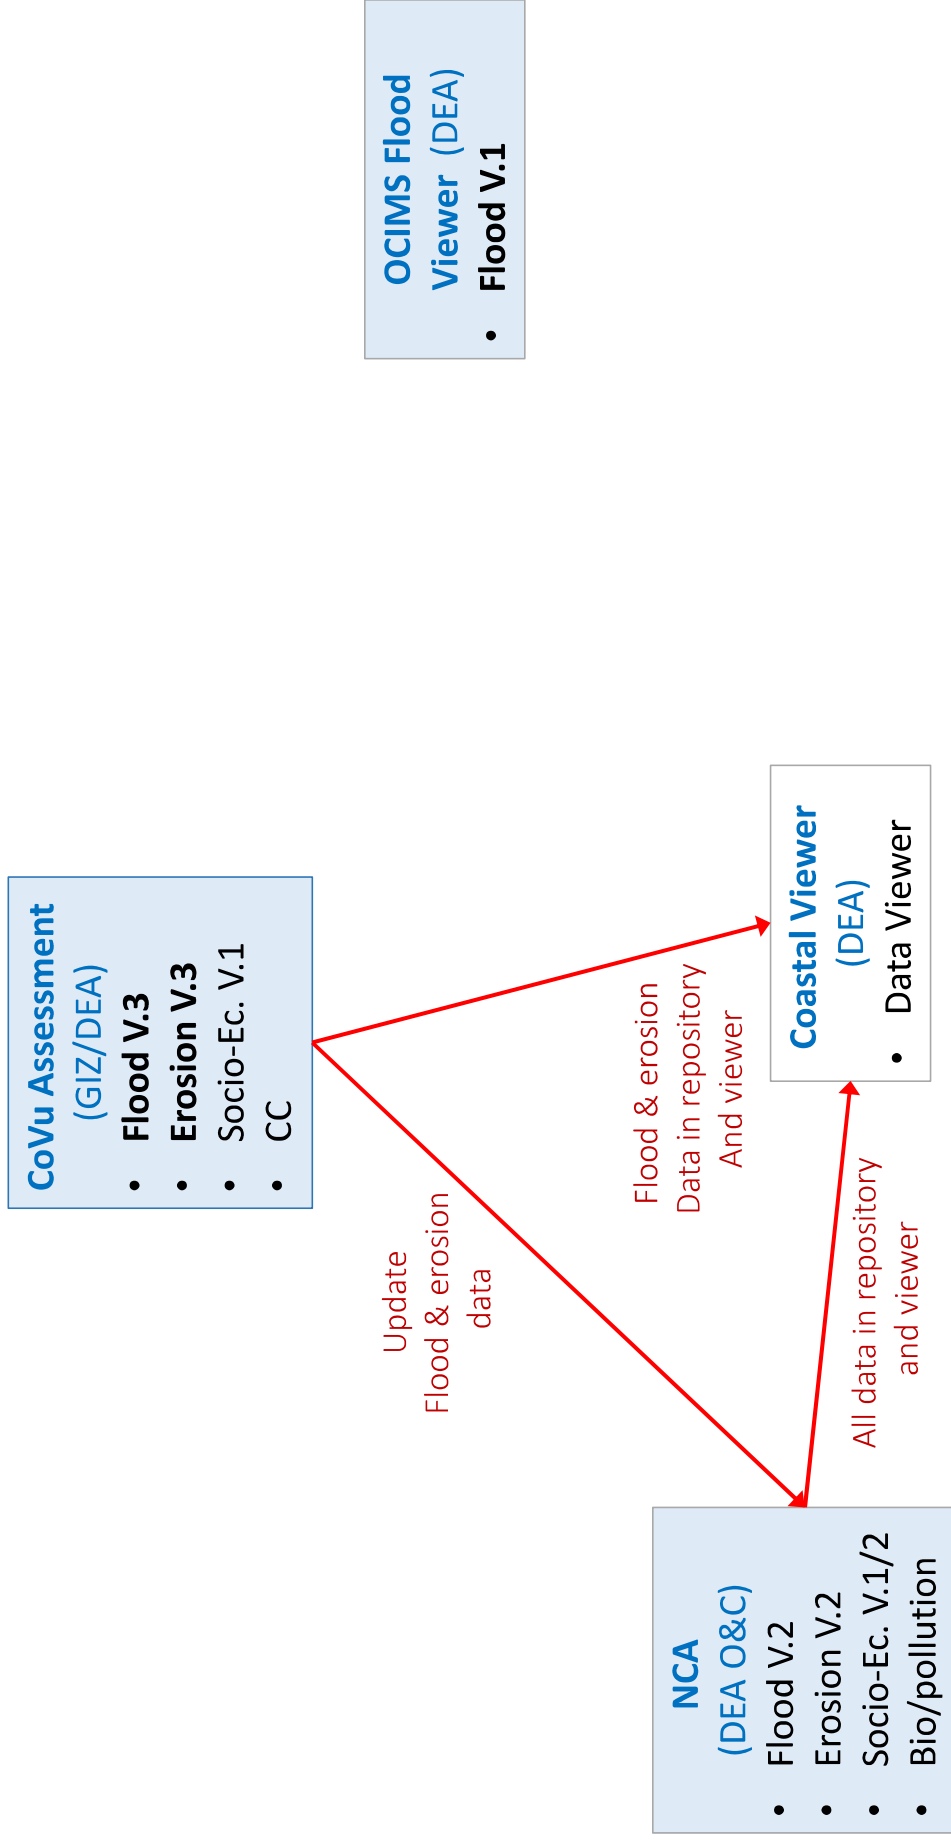 CoVu Assessment
(GIZ/DEA)
• Flood V.3
• Erosion V.3
• Socio-Ec. V.1
• CC
OCIMS Flood
Viewer (DEA)
• Flood V.1
Update
Flood & erosion
data
Flood & erosion
Data in repository
And viewer
NCA
(DEA O&C)
• Flood V.2
• Erosion V.2
• Socio-Ec. V.1/2
• Bio/pollution
All data in repository
and viewer
Coastal Viewer
(DEA)
• Data Viewer